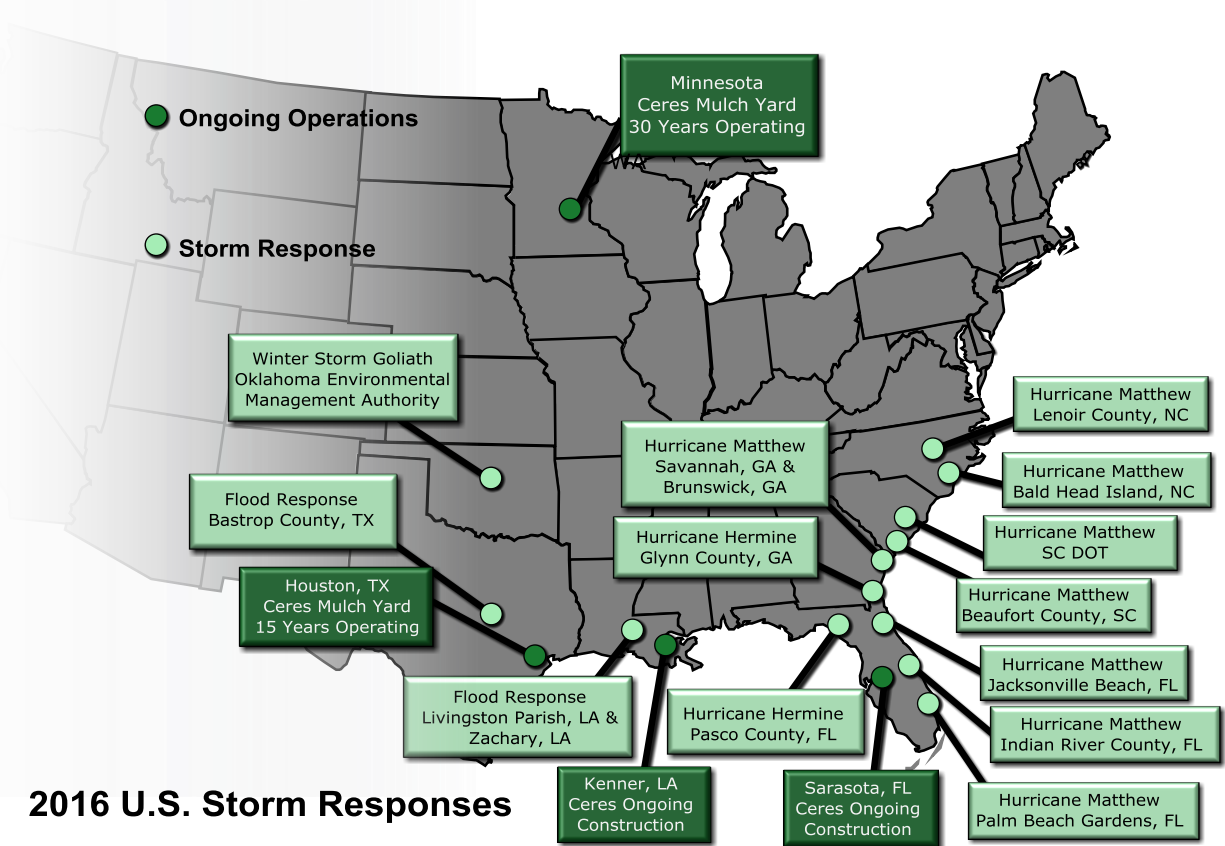 Minnesota
Ceres Mulch Yard
30 Years Operating
Ongoing Operations
Storm Response
Winter Storm Goliath
Oklahoma Environmental
Management Authority
Hurricane Matthew
Lenoir County, NC
Hurricane Matthew
Savannah, GA &
Brunswick, GA
Hurricane Matthew
Bald Head Island, NC
Flood Response
Bastrop County, TX
Hurricane Hermine
Glynn County, GA
Hurricane Matthew
SC DOT
Houston, TX
Ceres Mulch Yard
15 Years Operating
Hurricane Matthew
Beaufort County, SC
Hurricane Matthew
Jacksonville Beach, FL
Flood Response
Livingston Parish, LA &
Zachary, LA
Hurricane Hermine
Pasco County, FL
Hurricane Matthew
Indian River County, FL
Kenner, LA
Ceres Ongoing
Construction
Sarasota, FL
Ceres Ongoing
Construction
Hurricane Matthew
Palm Beach Gardens, FL
2016 U.S. Storm Responses